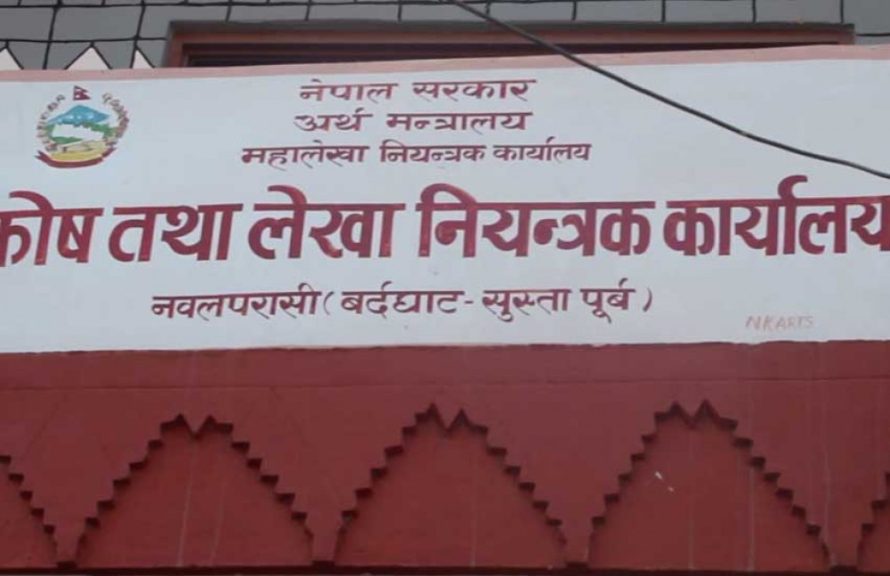 नेपाल सरकार
अर्थ मन्त्रालय
महालेखा नियन्त्रक कार्यालय
कोष तथा लेखा नियन्त्रक कार्यालय
नवलपरासी (बर्दघाट - सुस्ता पूर्ब)
NKARTS